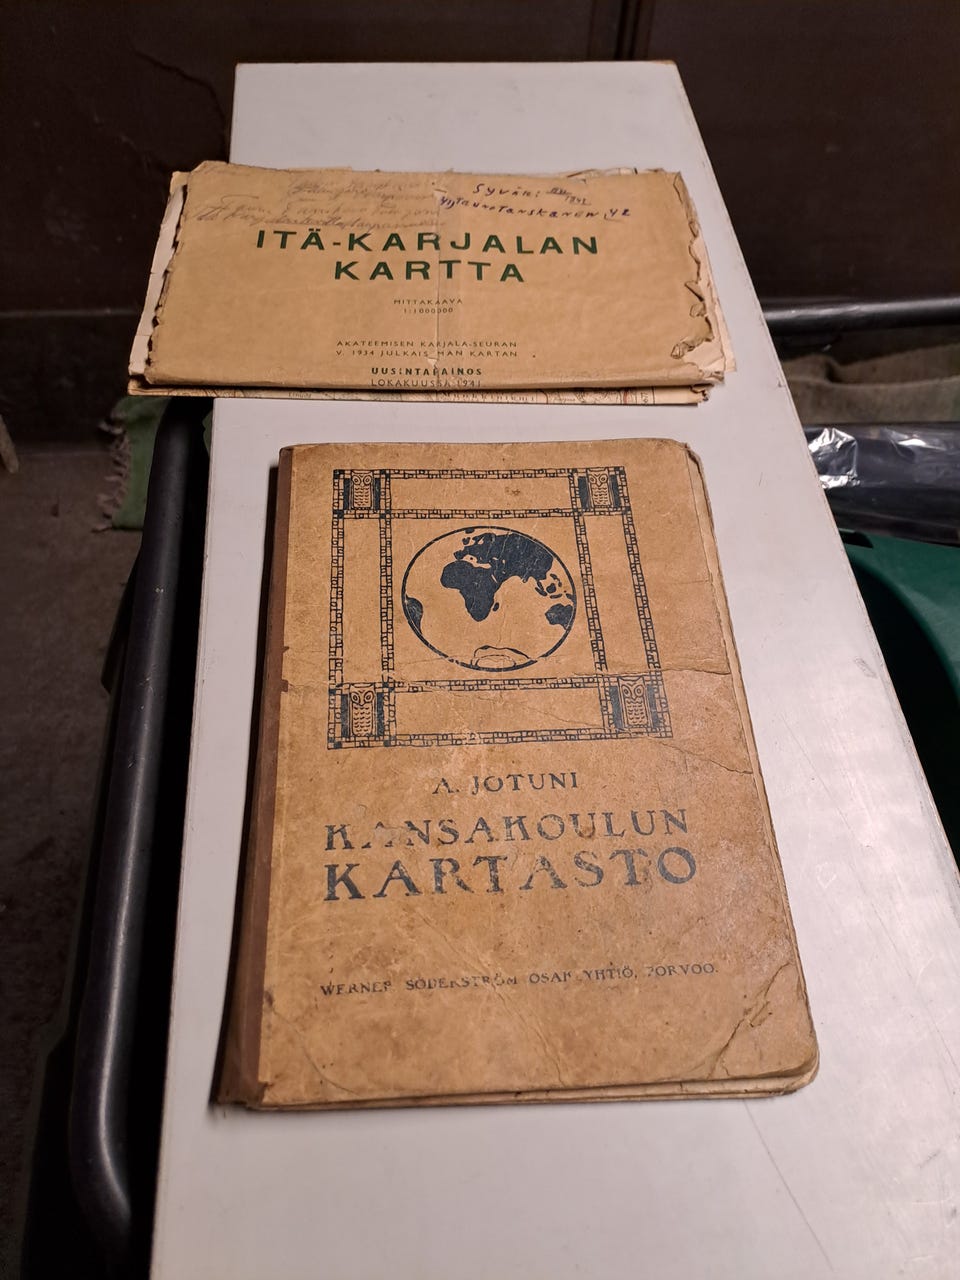 Syväri
ITÄ-KARJALAN
KARTTA
MITTAKAAVA
1:1000000
AKATEEMISEN KARJALA-SEURAN
V. 1934 JULKAISEMAN KARTAN
UUSINTAPAINOS
LOKAKUUSSA 1941
A. JOTUNI
KANSAKOULUN
KARTASTO
WERNER SÖDERSTRÖM OSAKEYHTIÖ, PORVOO.